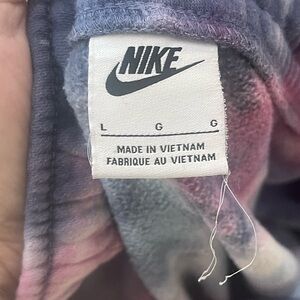 NIKE
L G G
MADE IN VIETNAM
FABRIQUE AU VIETNAM